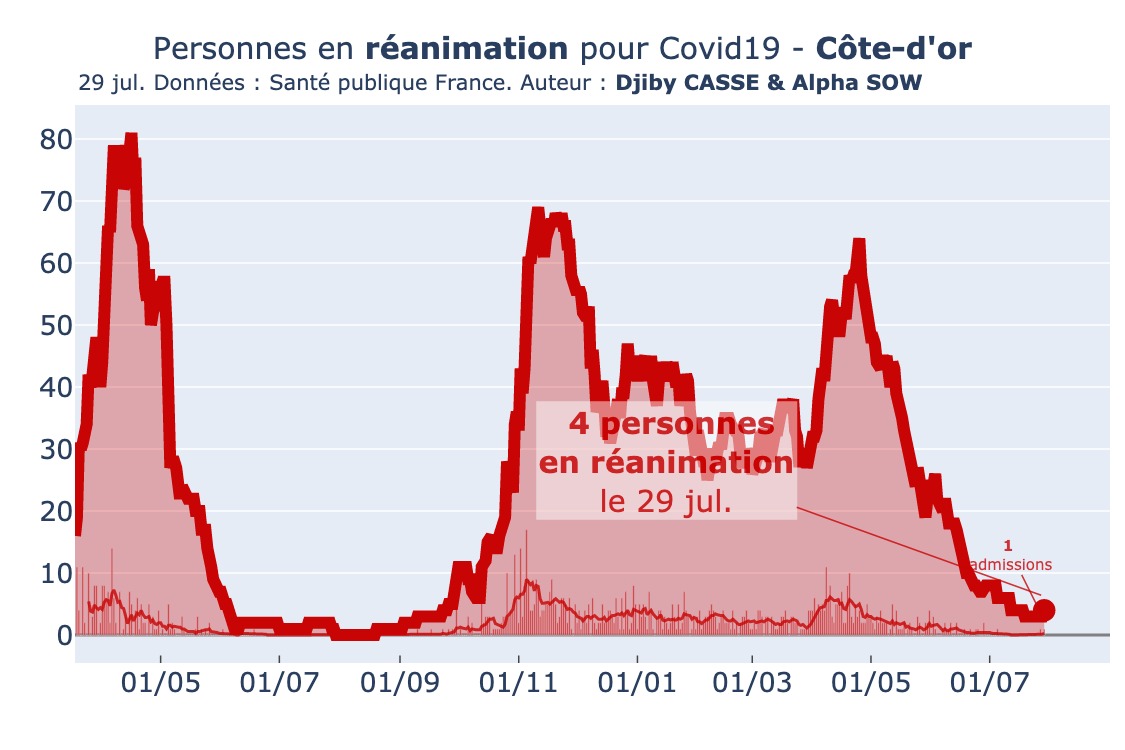 Personnes en réanimation pour Covid19 - Côte-d'or
29 jul. Données : Santé publique France. Auteur : Djiby CASSE & Alpha SOW
80
70
60
50
40
30
20
10
0
4 personnes
en réanimation
le 29 jul.
1
admissions
01/05 01/07 01/09 01/11 01/01 01/03 01/05 01/07